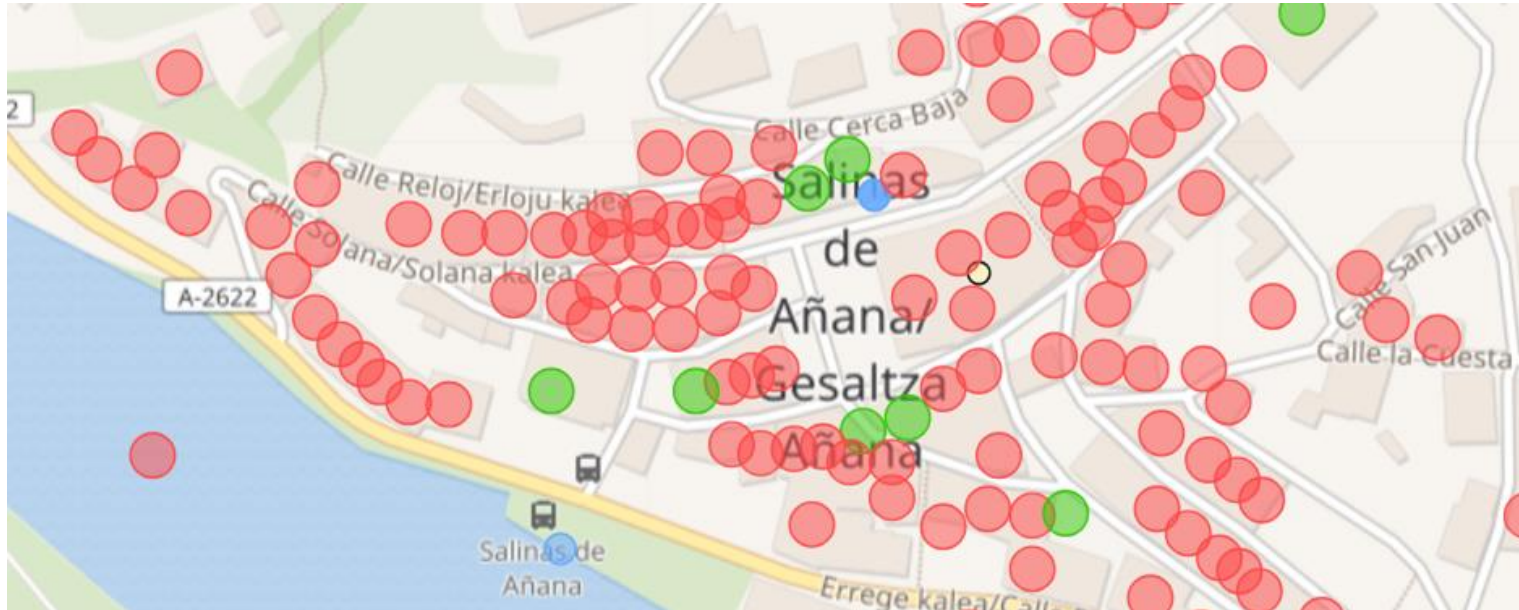 2
Calle Cerca Baja
Calle Reloj/Erloju kalea
Calle Solana/Solana kalea
Salinas
de
Añana/
Gesaltza
Añana
A-2622
Calle San Juan
Calle la Cuesta
Salinas de
Añana
Errege kalea/Calle